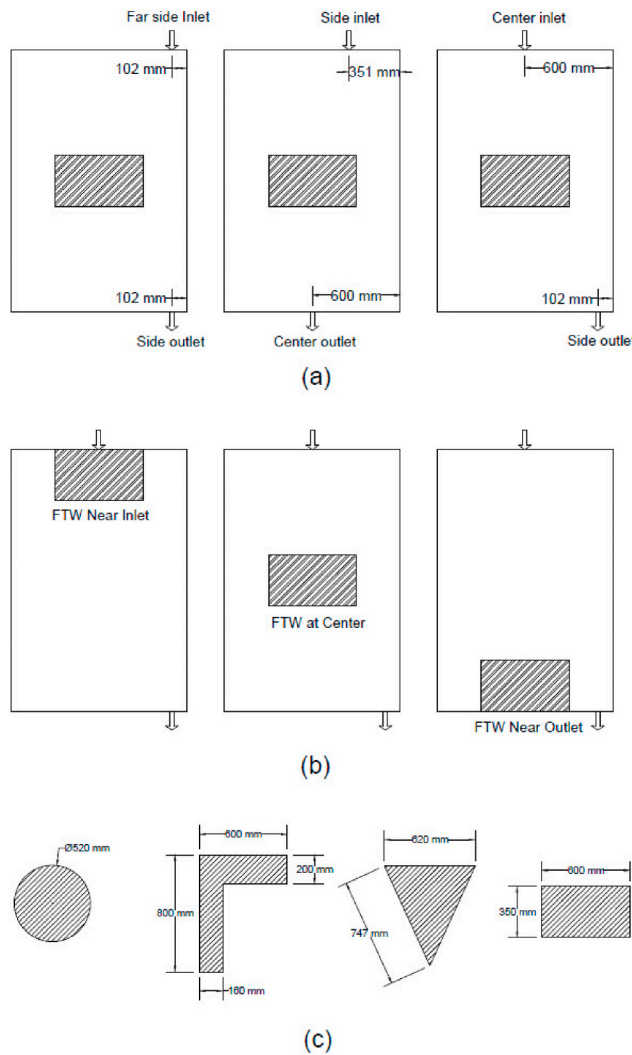 Far side Inlet
Side inlet
Center inlet
102 mm
351 mm
600 mm
102 mm
600 mm
102 mm
Side outlet
Center outlet
Side outlet
(a)
FTW Near Inlet
FTW at Center
FTW Near Outlet
(b)
Ø520 mm
600 mm
200 mm
800 mm
160 mm
620 mm
747 mm
600 mm
350 mm
(c)